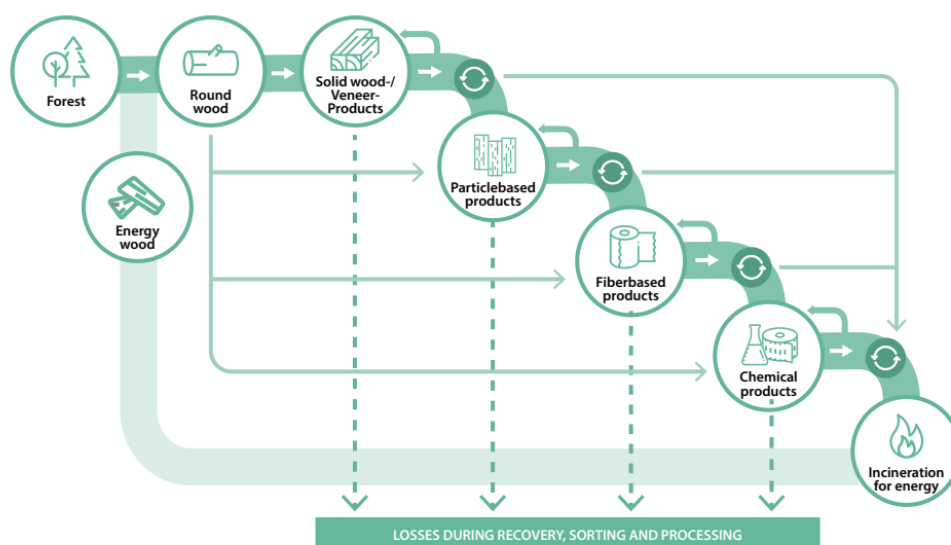 Forest
Round
wood
Solid wood-/
Veneer-
Products
Energy
wood
Particlebased
products
Fiberbased
products
Chemical
products
Incineration
for energy
LOSSES DURING RECOVERY, SORTING AND PROCESSING